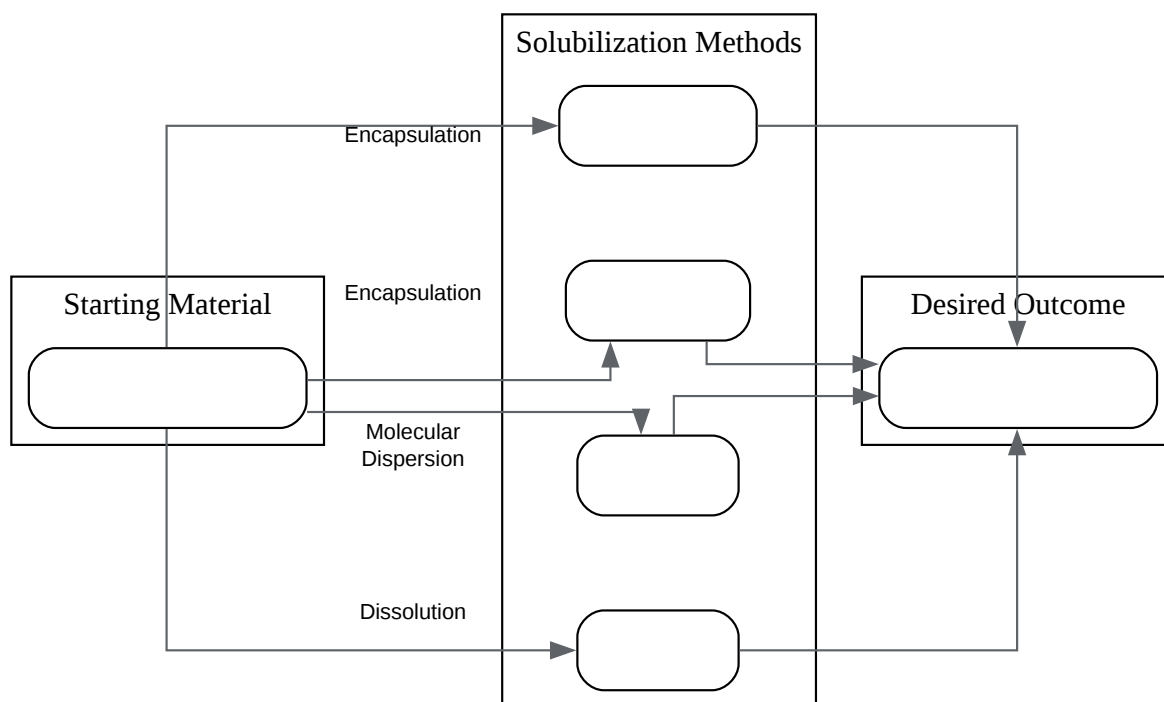 Solubilization Methods
Encapsulation
Encapsulation
Starting Material
Desired Outcome
Molecular
Dispersion
Dissolution